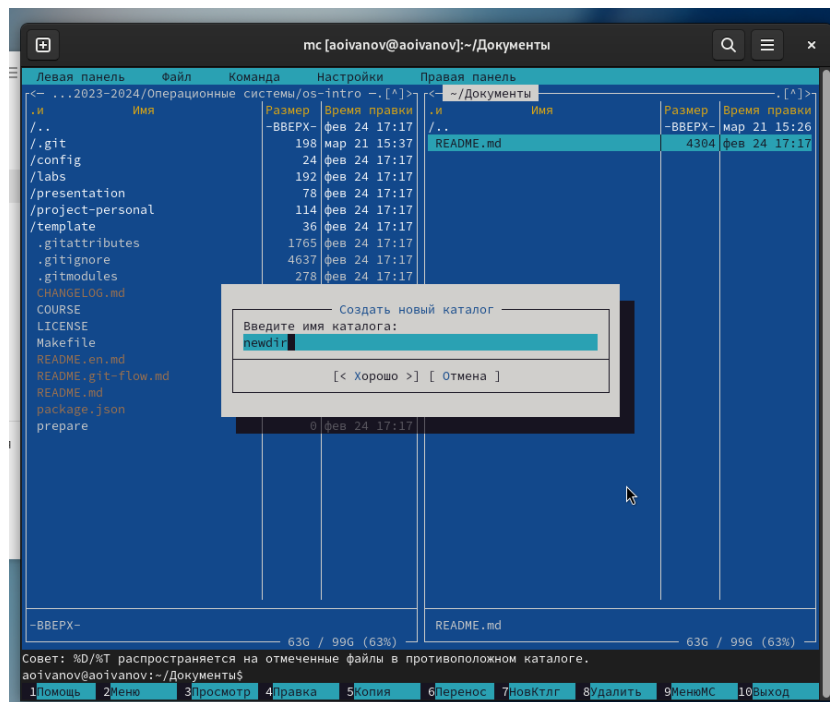 mc [aoivanov@aoivanov]:~/Документы
Левая панель Файл Команда Настройки Правая панель
<— ...2023-2024/Операционные системы/os-intro —.[^]>
.и Имя Размер Время правки
/.. -ВВЕРХ- фев 24 17:17
/.git 198 мар 21 15:37
/config 24 фев 24 17:17
/labs 192 фев 24 17:17
/presentation 78 фев 24 17:17
/project-personal 114 фев 24 17:17
/template 36 фев 24 17:17
.gitattributes 1765 фев 24 17:17
.gitignore 4637 фев 24 17:17
.gitmodules 278 фев 24 17:17
CHANGELOG.md
COURSE
LICENSE
Makefile
README.en.md
README.git-flow.md
README.md
package.json
prepare 0 фев 24 17:17
-ВВЕРХ-
63G / 99G (63%)
<— ~/Документы .[^]>
.и Имя Размер Время правки
/.. -ВВЕРХ- мар 21 15:26
README.md 4304 фев 24 17:17
README.md
63G / 99G (63%)
Создать новый каталог
Введите имя каталога:
newdir
[< Хорошо >] [ Отмена ]
Совет: %D/%T распространяется на отмеченные файлы в противоположном каталоге.
aoivanov@aoivanov:~/Документы$
1Помощь 2Меню 3Просмотр 4Правка 5Копия 6Перенос 7НовКтлг 8Удалить 9МенюMC 10Выход